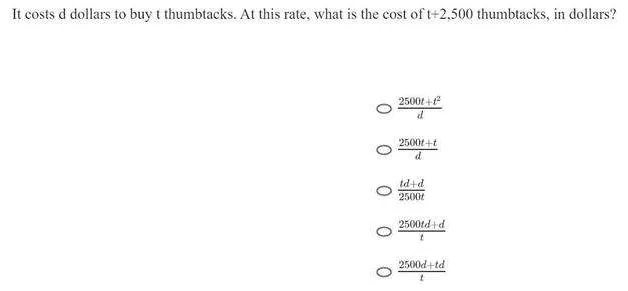 It costs d dollars to buy t thumbtacks. At this rate, what is the cost of t+2,500 thumbtacks, in dollars?
2500t+t²
d
2500t+t
d
td+d
2500t
2500td+d
t
2500d+td
t